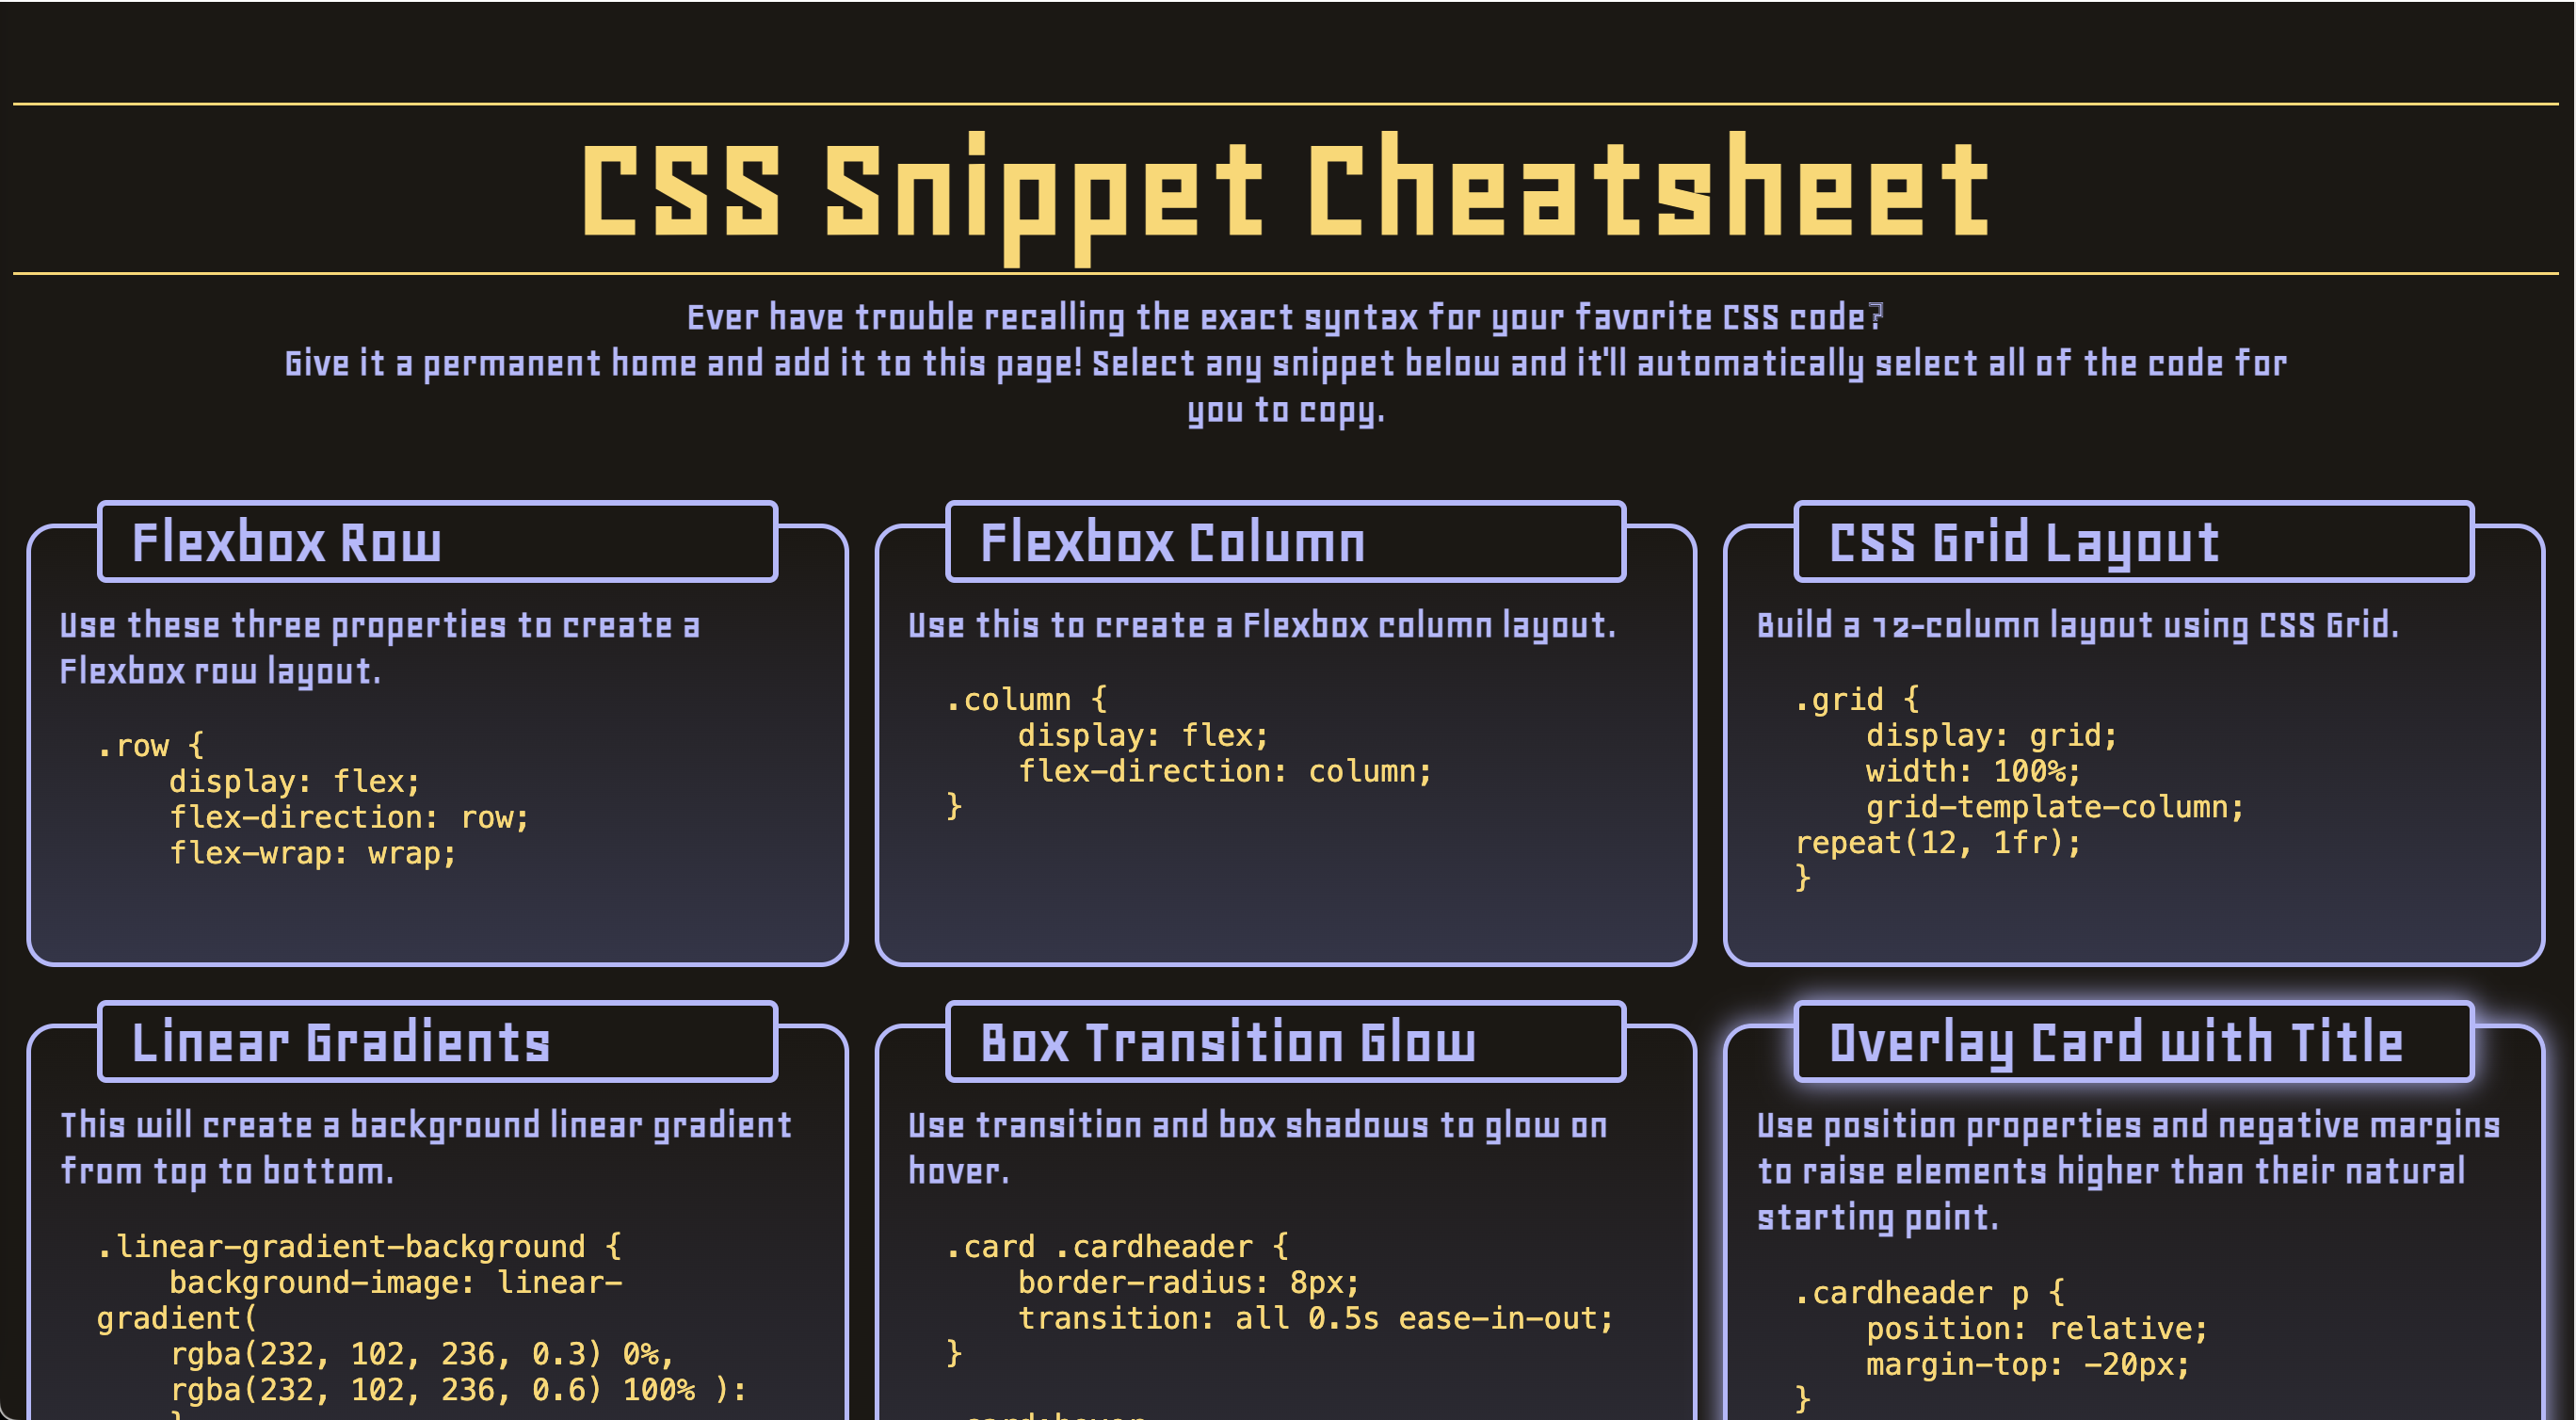 CSS Snippet Cheatsheet
Ever have trouble recalling the exact syntax for your favorite CSS code?
Give it a permanent home and add it to this page! Select any snippet below and it'll automatically select all of the code for
you to copy.
Flexbox Row
Use these three properties to create a
Flexbox row layout.
.row {
    display: flex;
    flex-direction: row;
    flex-wrap: wrap;
Flexbox Column
Use this to create a Flexbox column layout.
.column {
    display: flex;
    flex-direction: column;
}
CSS Grid Layout
Build a 12-column layout using CSS Grid.
.grid {
    display: grid;
    width: 100%;
    grid-template-column;
repeat(12, 1fr);
}
Linear Gradients
This will create a background linear gradient
from top to bottom.
.linear-gradient-background {
    background-image: linear-
gradient(
    rgba(232, 102, 236, 0.3) 0%,
    rgba(232, 102, 236, 0.6) 100% ):
Box Transition Glow
Use transition and box shadows to glow on
hover.
.card .cardheader {
    border-radius: 8px;
    transition: all 0.5s ease-in-out;
}
Overlay Card with Title
Use position properties and negative margins
to raise elements higher than their natural
starting point.
.cardheader p {
    position: relative;
    margin-top: -20px;
}